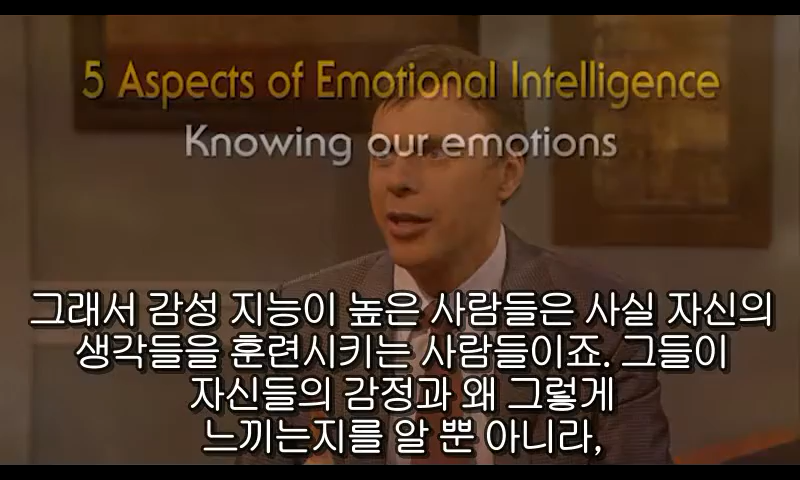 5 Aspects of Emotional Intelligence
Knowing our emotions
그래서 감성 지능이 높은 사람들은 사실 자신의
생각들을 훈련시키는 사람들이죠. 그들이
자신들의 감정과 왜 그렇게
느끼는지를 알 뿐 아니라,